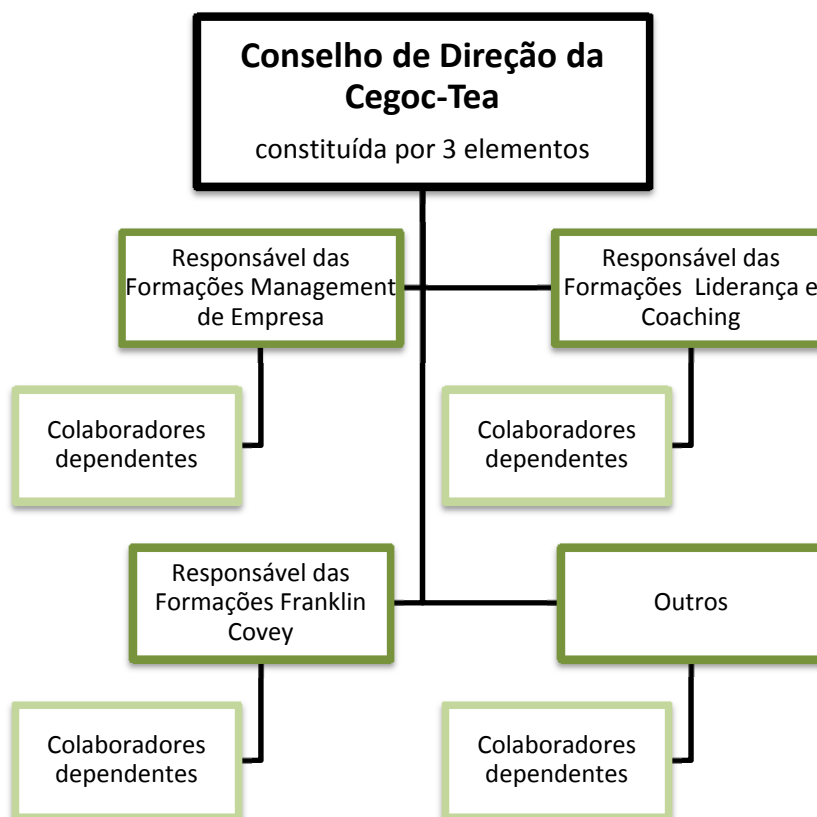 Conselho de Direção da
Cegoc-Tea
constituída por 3 elementos
Responsável das
Formações Management
de Empresa
Responsável das
Formações Liderança e
Coaching
Colaboradores
dependentes
Colaboradores
dependentes
Responsável das
Formações Franklin
Covey
Outros
Colaboradores
dependentes
Colaboradores
dependentes